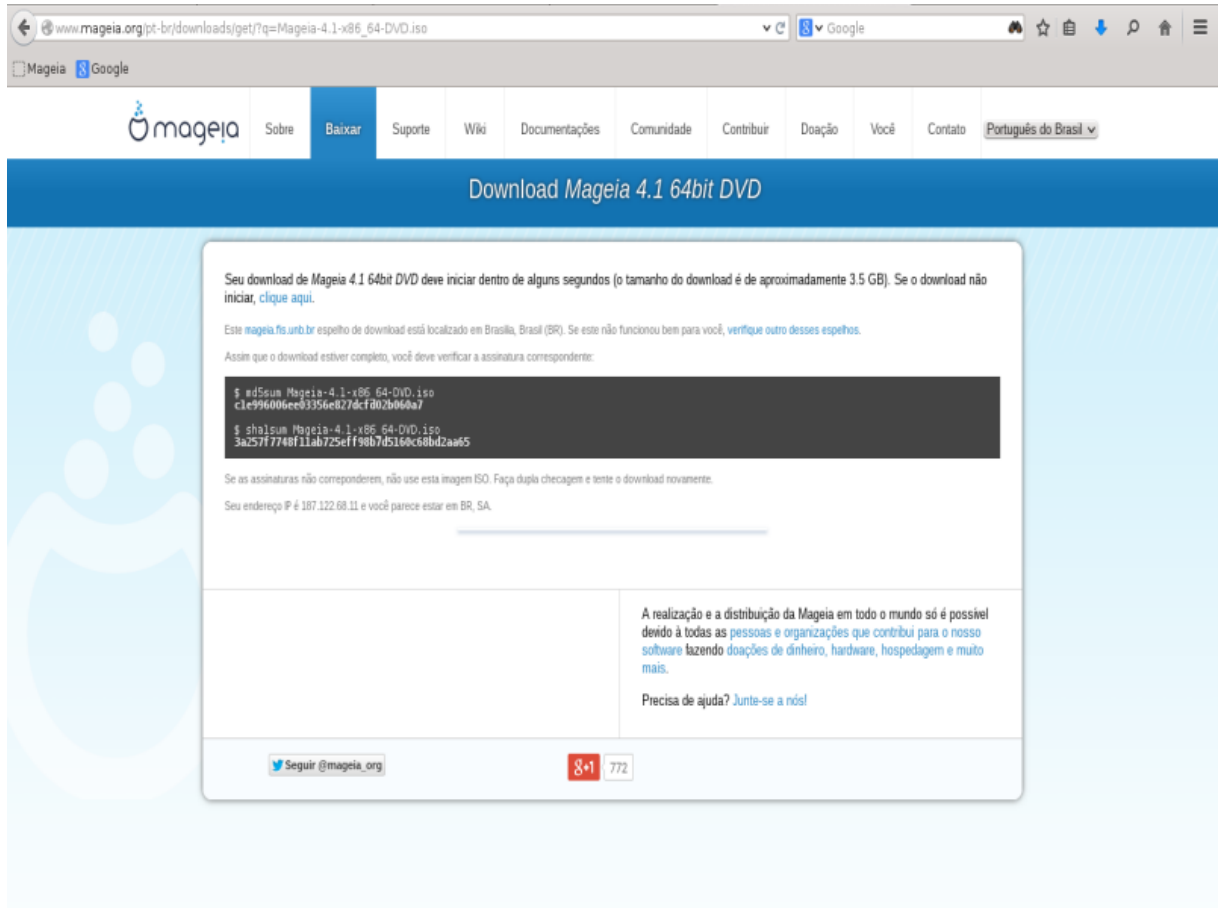 www.mageia.org/pt-br/downloads/get/?q=Mageia-4.1-x86_64-DVD.iso
Google
Mageia Google
mageia
Sobre
Baixar
Suporte
Wiki
Documentações
Comunidade
Contribuir
Doação
Você
Contato
Português do Brasil
Download Mageia 4.1 64bit DVD
Seu download de Mageia 4.1 64bit DVD deve iniciar dentro de alguns segundos (o tamanho do download é de aproximadamente 3.5 GB). Se o download não
iniciar, clique aqui.
Este mageia.fis.unb.br espelho de download está localizado em Brasilia, Brasil (BR). Se este não funcionou bem para você, verifique outro desses espelhos.
Assim que o download estiver completo, você deve verificar a assinatura correspondente:
$ md5sum Mageia-4.1-x86_64-DVD.iso
c1e996006ee03356e827dcfd02b060a7
$ sha1sum Mageia-4.1-x86_64-DVD.iso
3a257f7748f11ab725eff98b7d5160c68bd2aa65
Se as assinaturas não correponderem, não use esta imagem ISO. Faça dupla checagem e tente o download novamente.
Seu endereço IP é 187.122.68.11 e você parece estar em BR, SA.
A realização e a distribuição da Mageia em todo o mundo só é possível
devido à todas as pessoas e organizações que contribui para o nosso
software fazendo doações de dinheiro, hardware, hospedagem e muito
mais.
Precisa de ajuda? Junte-se a nós!
Seguir @mageia_org
g+1 772